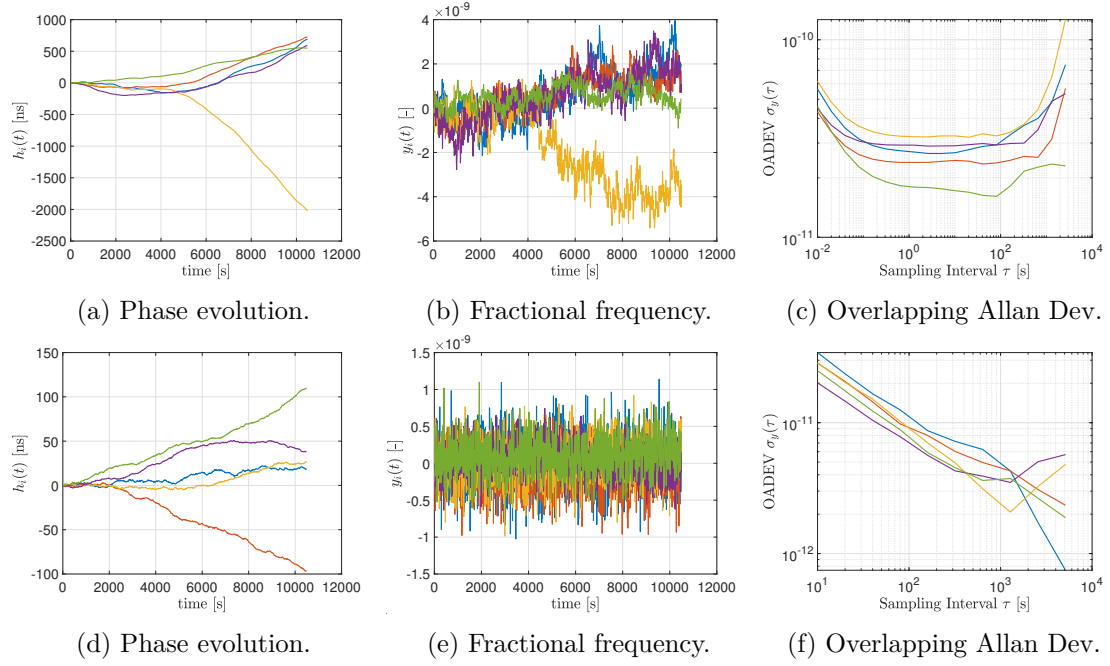 1000
500
0
-500
-1000
-1500
-2000
-2500
h_i(t) [ns]
0 2000 4000 6000 8000 10000 12000
time [s]
(a) Phase evolution.
×10^-9
4
2
0
-2
-4
-6
y_i(t) [-]
0 2000 4000 6000 8000 10000 12000
time [s]
(b) Fractional frequency.
10^-10
10^-11
OADEV σ_y(τ)
10^-2 10^0 10^2 10^4
Sampling Interval τ [s]
(c) Overlapping Allan Dev.
150
100
50
0
-50
-100
h_i(t) [ns]
0 2000 4000 6000 8000 10000 12000
time [s]
(d) Phase evolution.
×10^-9
1.5
1
0.5
0
-0.5
-1
-1.5
y_i(t) [-]
0 2000 4000 6000 8000 10000 12000
time [s]
(e) Fractional frequency.
10^-11
10^-12
OADEV σ_y(τ)
10^1 10^2 10^3 10^4
Sampling Interval τ [s]
(f) Overlapping Allan Dev.